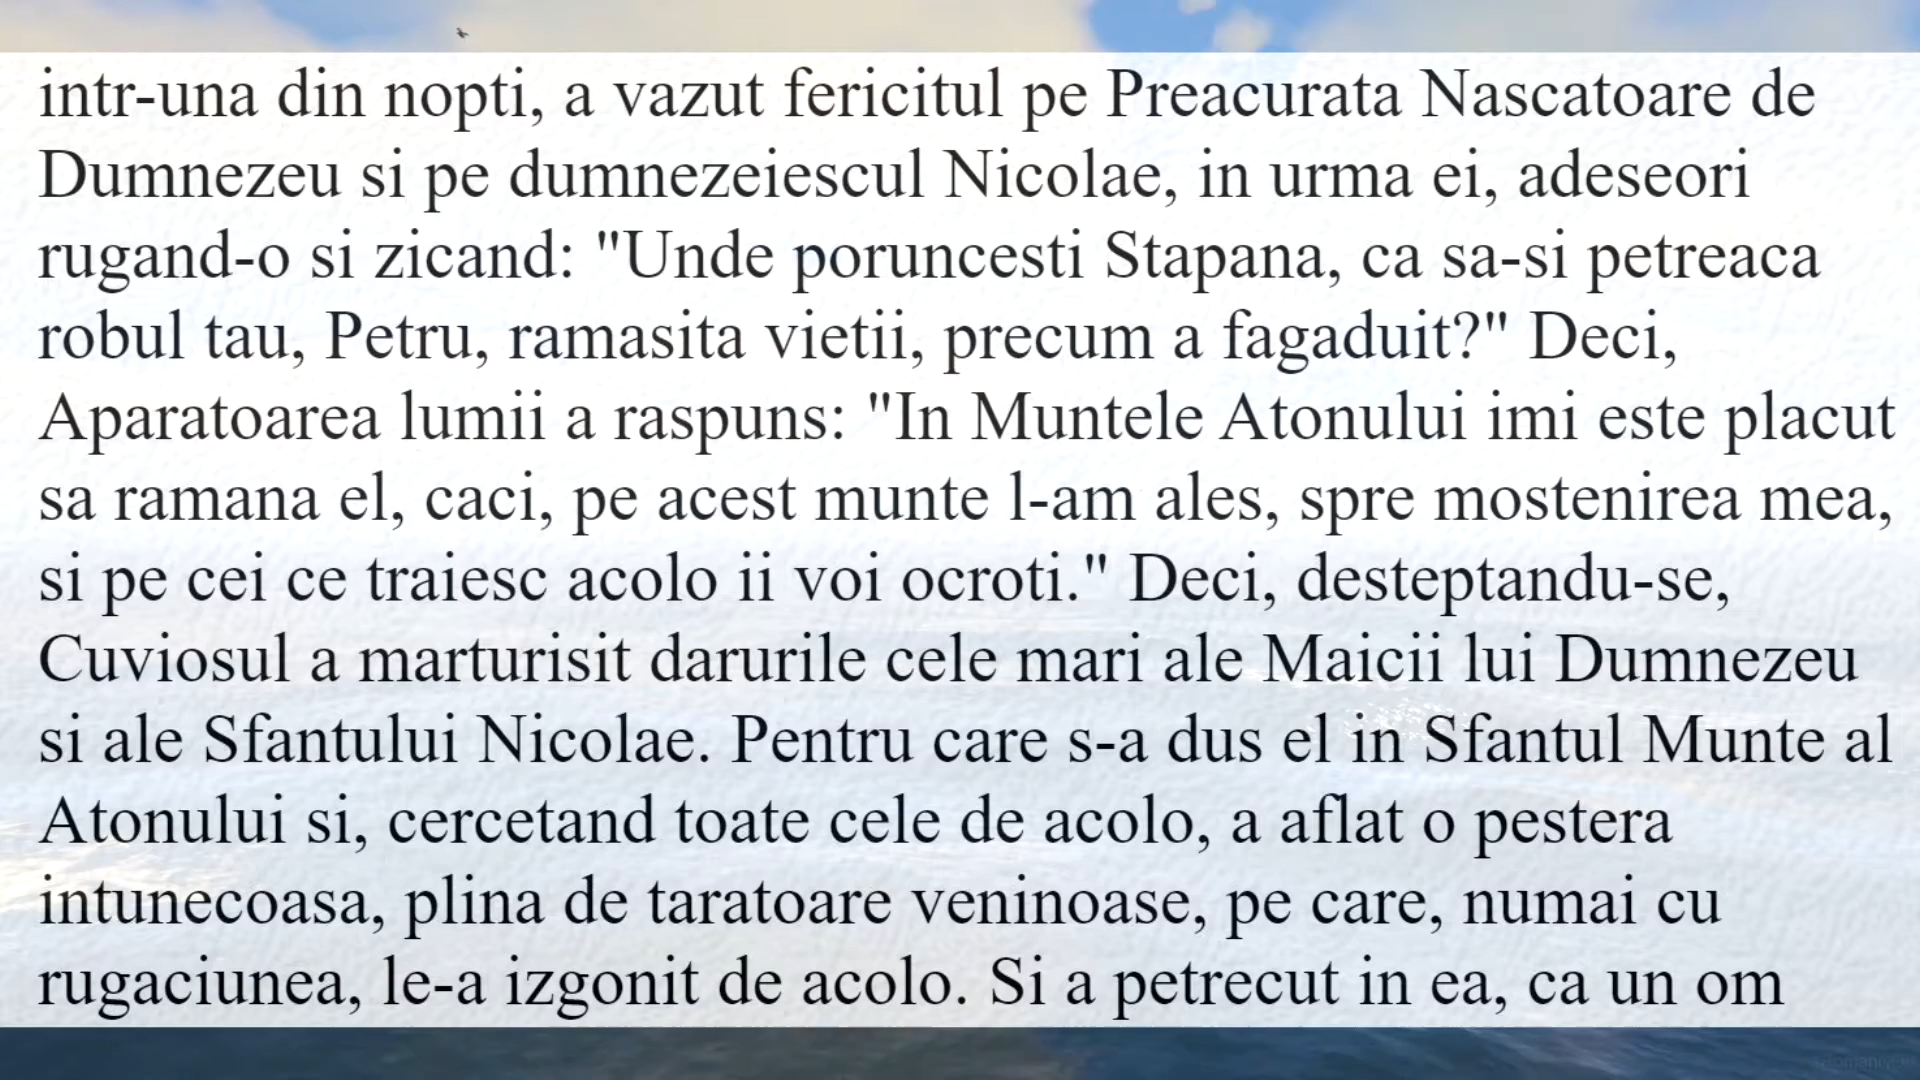 intr-una din nopti, a vazut fericitul pe Preacurata Nascatoare de
Dumnezeu si pe dumnezeiescul Nicolae, in urma ei, adeseori
rugand-o si zicand: "Unde poruncesti Stapana, ca sa-si petreaca
robul tau, Petru, ramasita vietii, precum a fagaduit?" Deci,
Aparatoarea lumii a raspuns: "In Muntele Atonului imi este placut
sa ramana el, caci, pe acest munte l-am ales, spre mostenirea mea,
si pe cei ce traiesc acolo ii voi ocroti." Deci, desteptandu-se,
Cuviosul a marturisit darurile cele mari ale Maicii lui Dumnezeu
si ale Sfantului Nicolae. Pentru care s-a dus el in Sfantul Munte al
Atonului si, cercetand toate cele de acolo, a aflat o pestera
intunecoasa, plina de taratoare veninoase, pe care, numai cu
rugaciunea, le-a izgonit de acolo. Si a petrecut in ea, ca un om